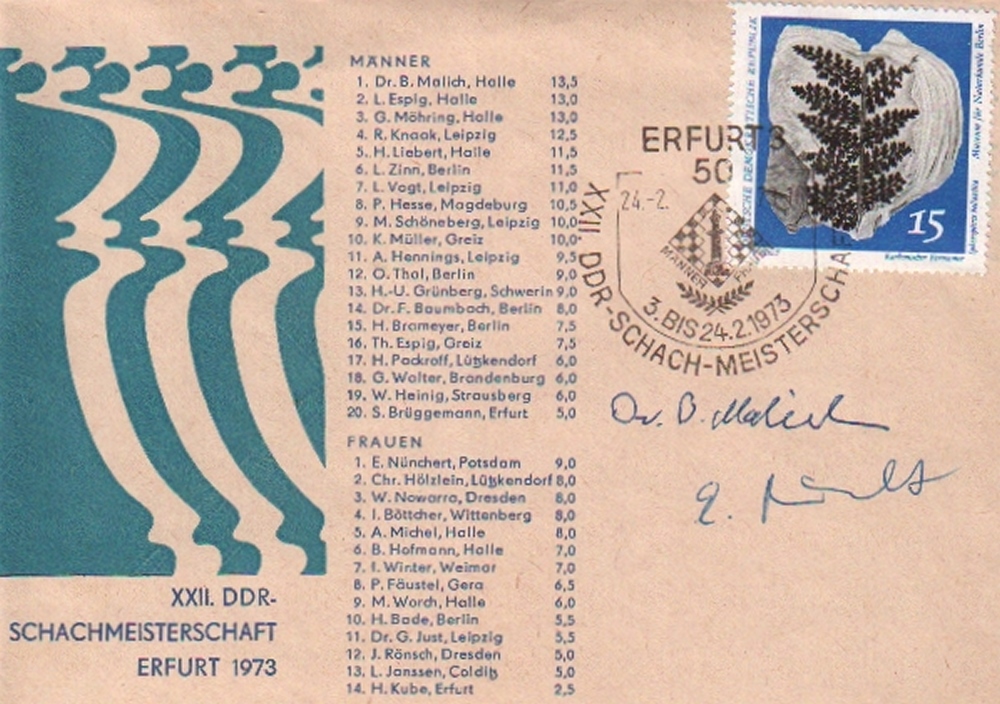 MÄNNER
1. Dr. B. Malich, Halle 13,5
2. L. Espig, Halle 13,0
3. G. Möhring, Halle 13,0
4. R. Knaak, Leipzig 12,5
5. H. Liebert, Halle 11,5
6. L. Zinn, Berlin 11,5
7. L. Vogt, Leipzig 11,0
8. P. Hesse, Magdeburg 10,5
9. M. Schöneberg, Leipzig 10,0
10. K. Müller, Greiz 10,0
11. A. Hennings, Leipzig 9,5
12. O. Thal, Berlin 9,0
13. H.-U. Grünberg, Schwerin 9,0
14. Dr. F. Baumbach, Berlin 8,0
15. H. Brameyer, Berlin 7,5
16. Th. Espig, Greiz 7,5
17. H. Packroff, Lützkendorf 6,0
18. G. Walter, Brandenburg 6,0
19. W. Heinig, Strausberg 6,0
20. S. Brüggemann, Erfurt 5,0
FRAUEN
1. E. Nünchert, Potsdam 9,0
2. Chr. Hölzlein, Lützkendorf 8,0
3. W. Nowarra, Dresden 8,0
4. I. Böttcher, Wittenberg 8,0
5. A. Michel, Halle 8,0
6. B. Hofmann, Halle 7,0
7. I. Winter, Weimar 7,0
8. P. Fäustel, Gera 6,5
9. M. Worch, Halle 6,0
10. H. Bade, Berlin 5,5
11. Dr. G. Just, Leipzig 5,5
12. J. Rönsch, Dresden 5,0
13. L. Janssen, Colditz 5,0
14. H. Kube, Erfurt 2,5
XXII. DDR-
SCHACHMEISTERSCHAFT
ERFURT 1973
ERFURT 3
50
24.-2.
MÄNNER
3. BIS 24.2.1973
XXII DDR-SCHACH-MEISTERSCHAF
DEMOKRATISCHE REPUBLIK
Museum für Naturkunde Berlin
15
Dr. B. Malich